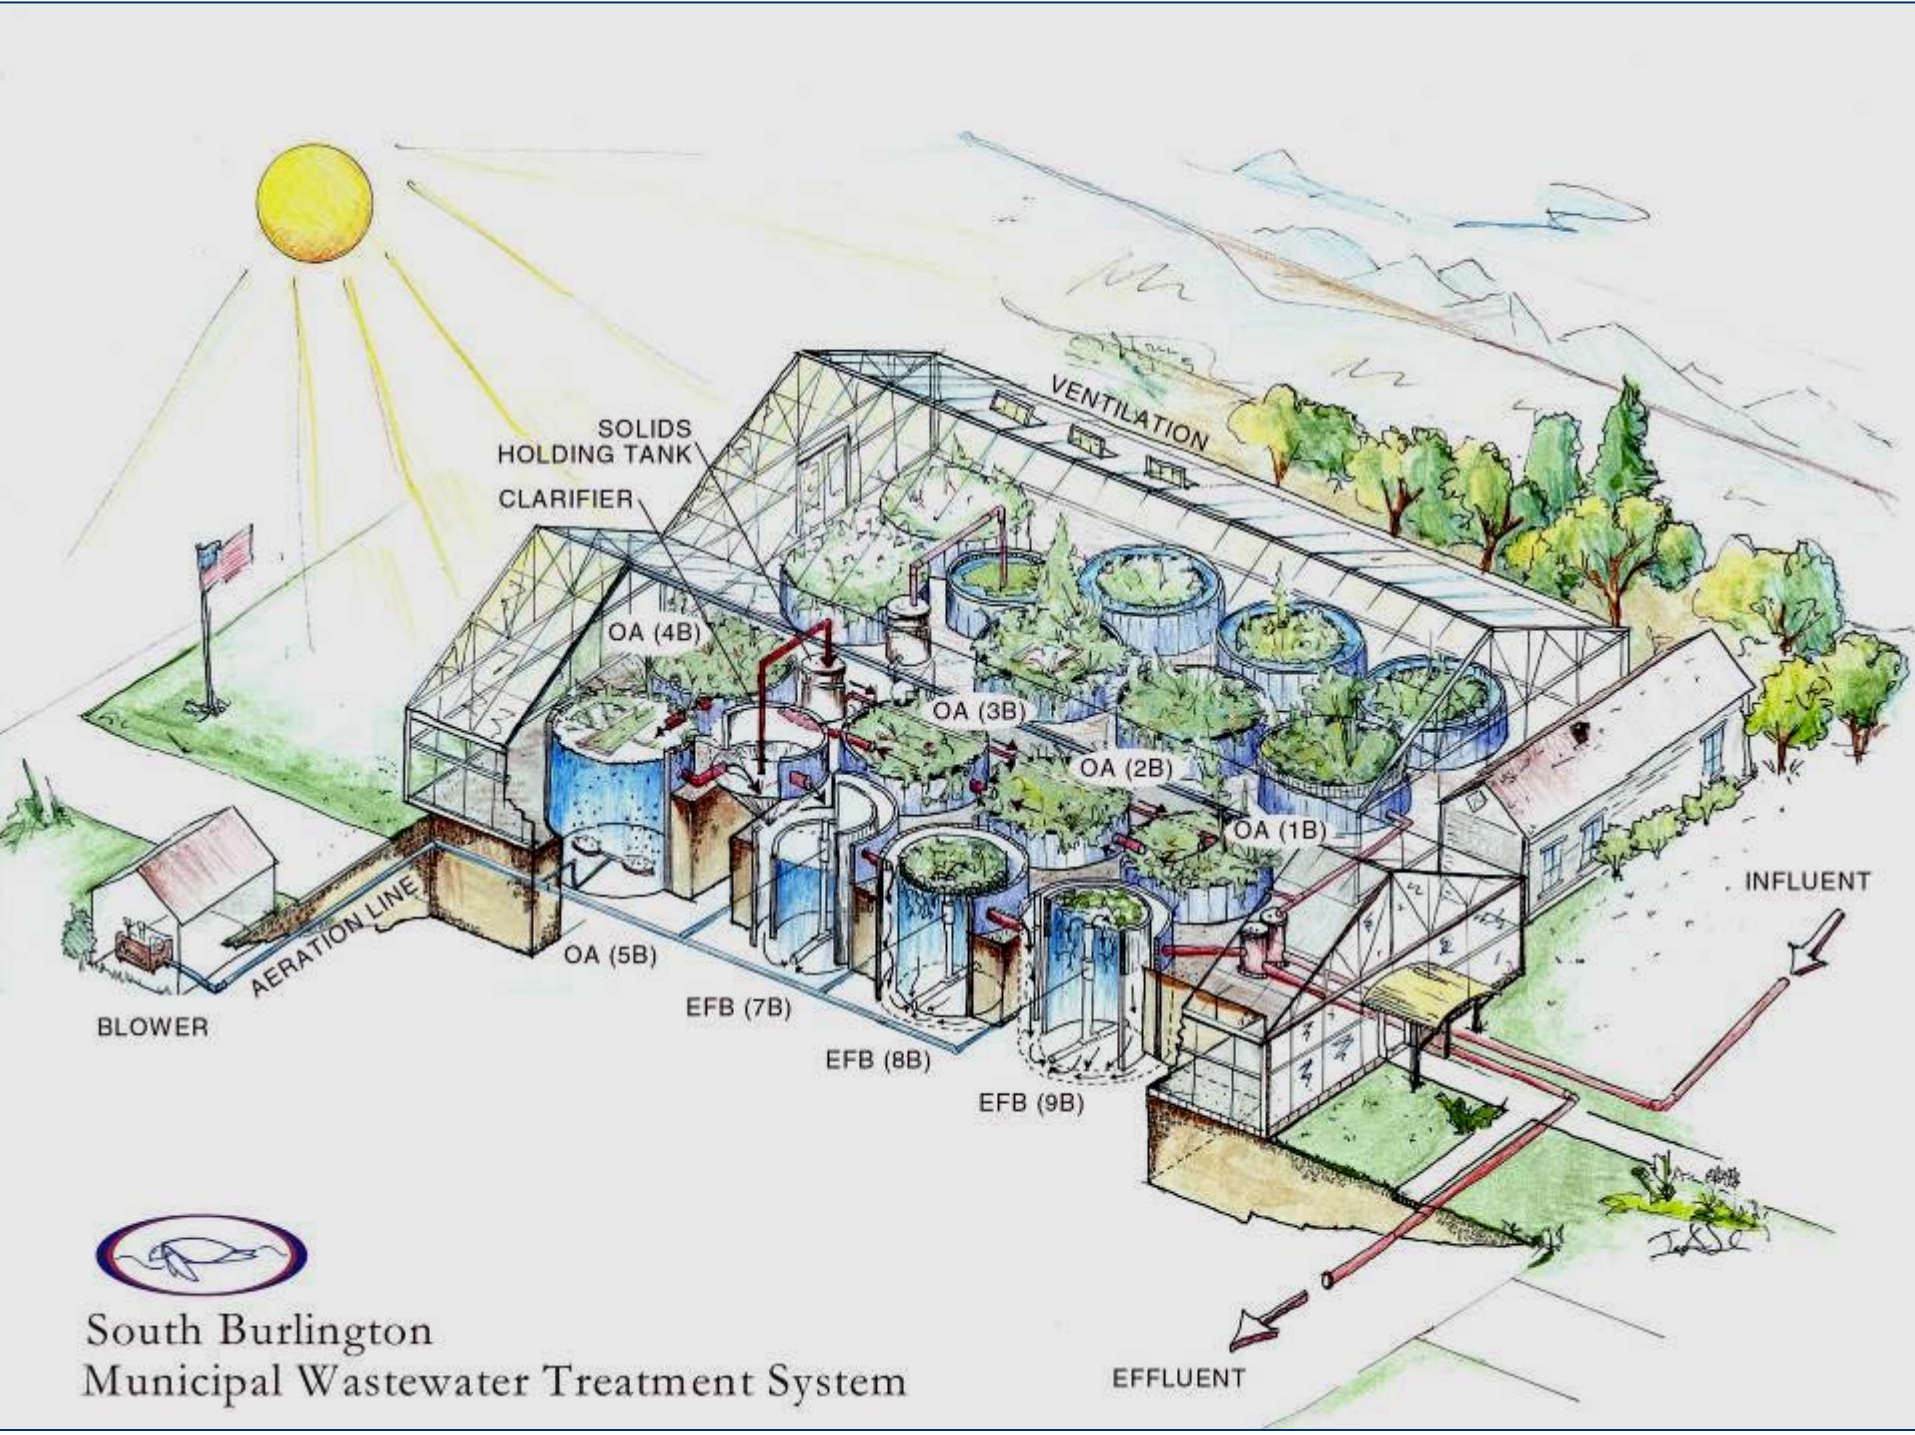 VENTILATION
SOLIDS
HOLDING TANK
CLARIFIER
OA (4B)
OA (3B)
OA (2B)
OA (1B)
INFLUENT
AERATION LINE
OA (5B)
BLOWER
EFB (7B)
EFB (8B)
EFB (9B)
EFFLUENT
South Burlington
Municipal Wastewater Treatment System